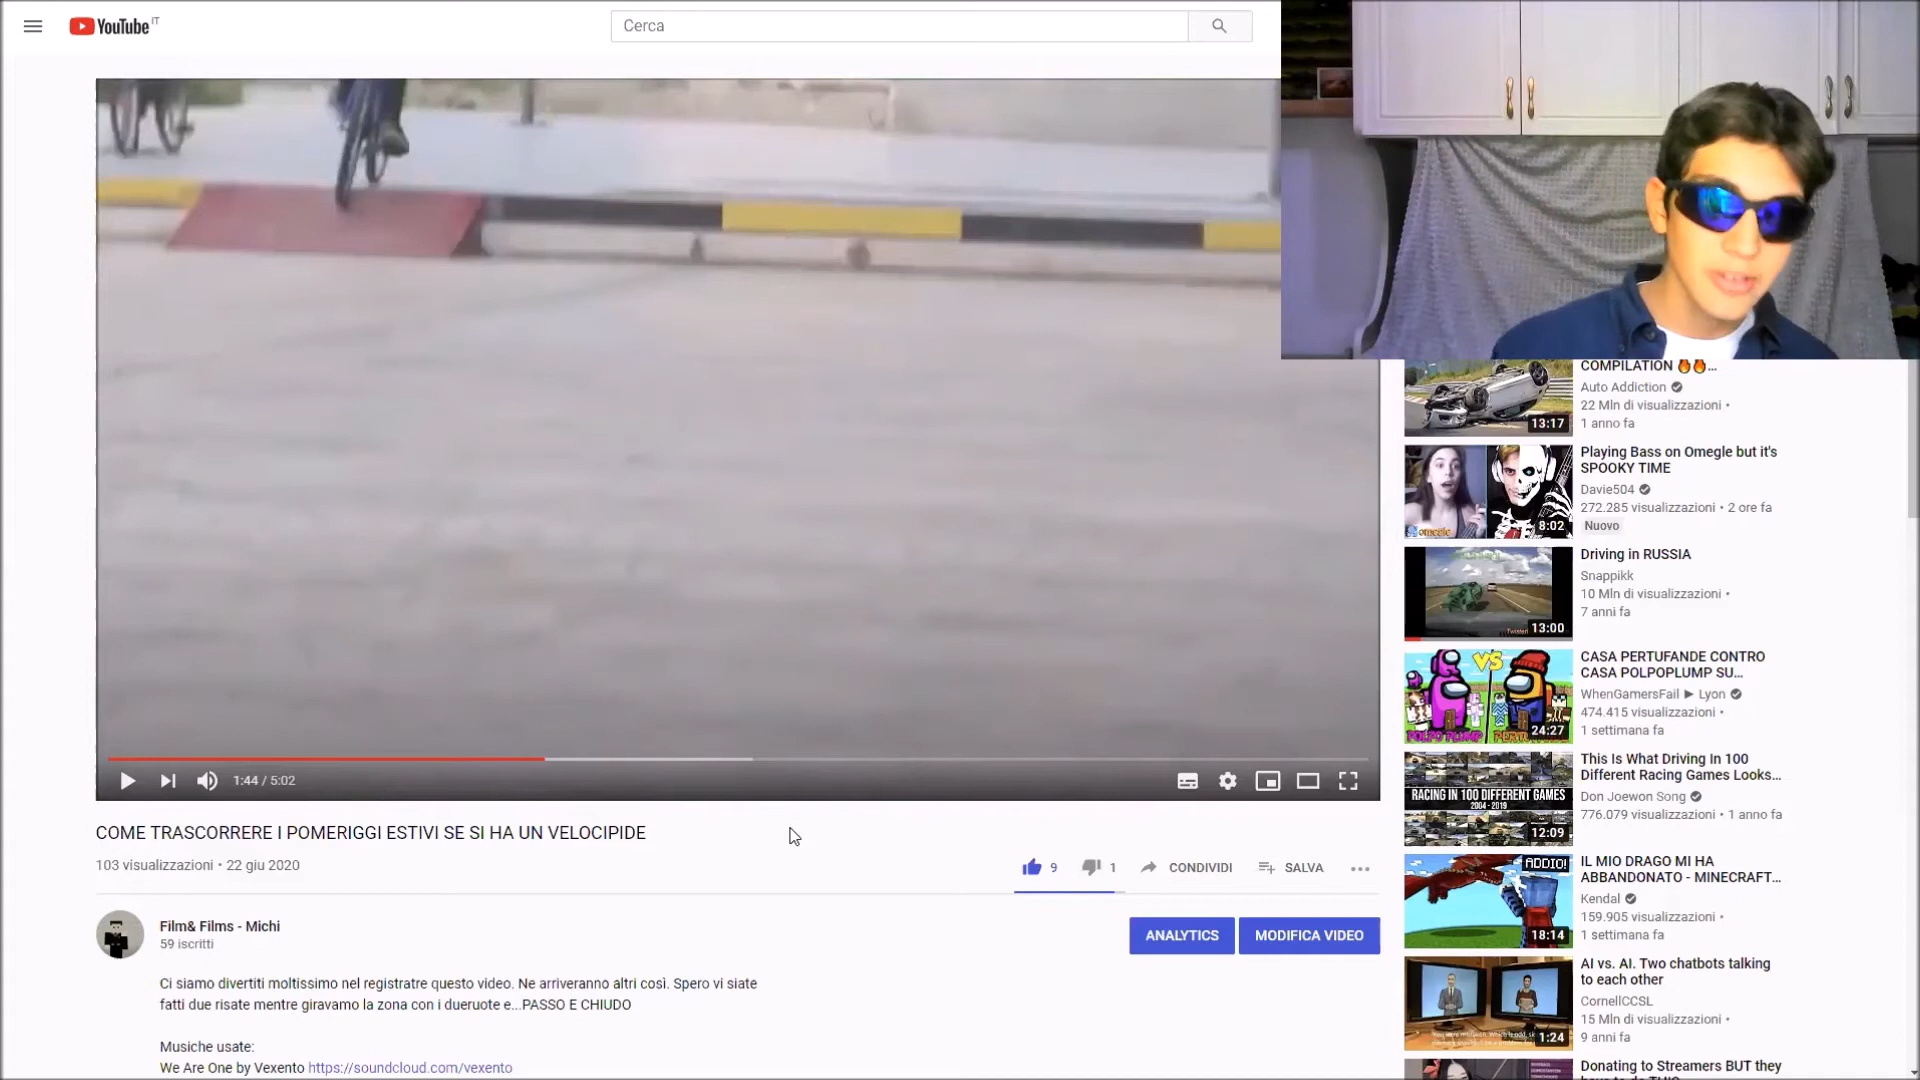 YouTube IT
Cerca
1:44 / 5:02
COME TRASCORRERE I POMERIGGI ESTIVI SE SI HA UN VELOCIPIDE
103 visualizzazioni • 22 giu 2020
9
1
CONDIVIDI
SALVA
Film& Films - Michi
59 iscritti
ANALYTICS
MODIFICA VIDEO
Ci siamo divertiti moltissimo nel registratre questo video. Ne arriveranno altri così. Spero vi siate
fatti due risate mentre giravamo la zona con i dueruote e...PASSO E CHIUDO
Musiche usate:
We Are One by Vexento https://soundcloud.com/vexento
COMPILATION 🔥🔥...
Auto Addiction
22 Mln di visualizzazioni •
1 anno fa
13:17
Playing Bass on Omegle but it's
SPOOKY TIME
Davie504
272.285 visualizzazioni • 2 ore fa
Nuovo
omegle
8:02
Driving in RUSSIA
Snappikk
10 Mln di visualizzazioni •
7 anni fa
13:00
CASA PERTUFANDE CONTRO
CASA POLPOPLUMP SU...
WhenGamersFail ► Lyon
474.415 visualizzazioni •
1 settimana fa
VS
POLPO PLUMP
24:27
This Is What Driving In 100
Different Racing Games Looks...
Don Joewon Song
776.079 visualizzazioni • 1 anno fa
RACING IN 100 DIFFERENT GAMES
2004 - 2019
12:09
IL MIO DRAGO MI HA
ABBANDONATO - MINECRAFT...
Kendal
159.905 visualizzazioni •
1 settimana fa
ADDIO!
18:14
AI vs. AI. Two chatbots talking
to each other
CornellCCSL
15 Mln di visualizzazioni •
9 anni fa
1:24
Donating to Streamers BUT they